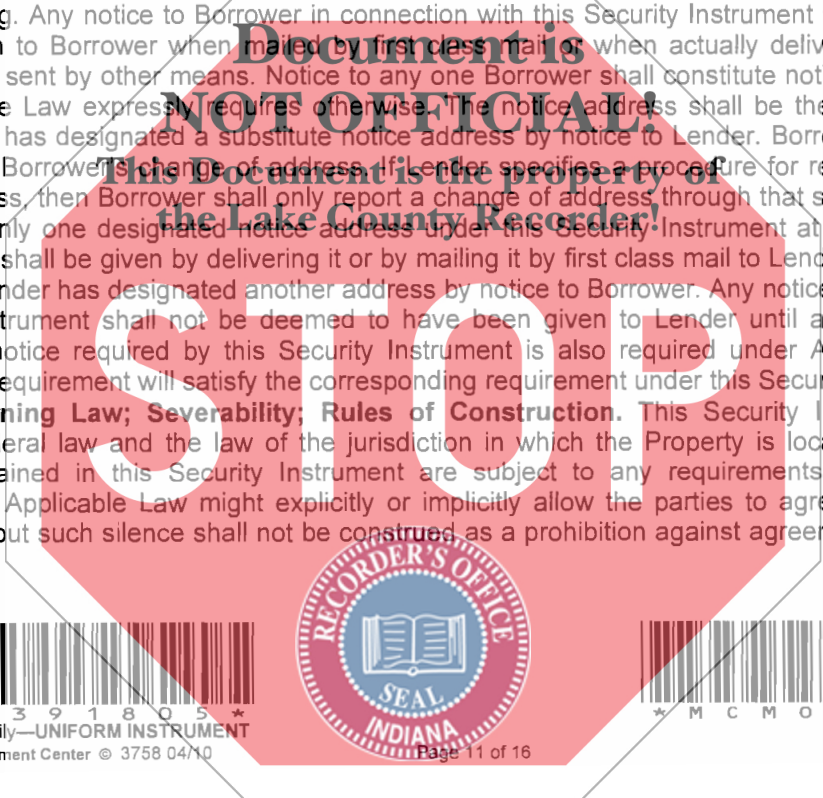 g. Any notice to Borrower in connection with this Security Instrument
Document is
to Borrower when mailed by first class mail or when actually deliv
sent by other means. Notice to any one Borrower shall constitute noti
e Law expressly requires otherwise. The notice address shall be the
NOT OFFICIAL!
has designated a substitute notice address by notice to Lender. Borr
Borrower's change of address. If Lender specifies a procedure for re
This Document is the property of
ss, then Borrower shall only report a change of address through that s
the Lake County Recorder!
nly one designated notice address under this Security Instrument at
shall be given by delivering it or by mailing it by first class mail to Lend
nder has designated another address by notice to Borrower. Any notice
trument shall not be deemed to have been given to Lender until a
otice required by this Security Instrument is also required under A
equirement will satisfy the corresponding requirement under this Secur
STOP
ning Law; Severability; Rules of Construction. This Security I
eral law and the law of the jurisdiction in which the Property is loca
ained in this Security Instrument are subject to any requirements
Applicable Law might explicitly or implicitly allow the parties to agre
out such silence shall not be construed as a prohibition against agreem
RECORDER'S OFFICE
SEAL
INDIANA
3 9 1 8 0 5 *
* M C M O
ily—UNIFORM INSTRUMENT
ment Center © 3758 04/10
Page 11 of 16